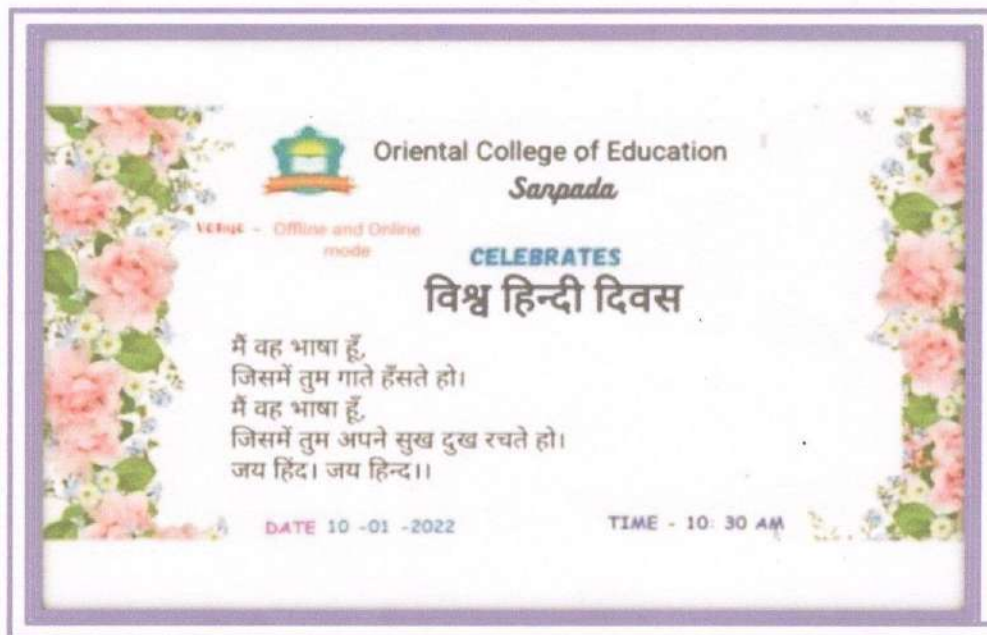 Oriental College of Education
Sanpada
Venue - Offline and Online
mode
CELEBRATES
विश्व हिन्दी दिवस
मैं वह भाषा हूँ,
जिसमें तुम गाते हँसते हो।
मैं वह भाषा हूँ,
जिसमें तुम अपने सुख दुख रचते हो।
जय हिंद। जय हिन्द।।
DATE 10 -01 -2022
TIME - 10: 30 AM